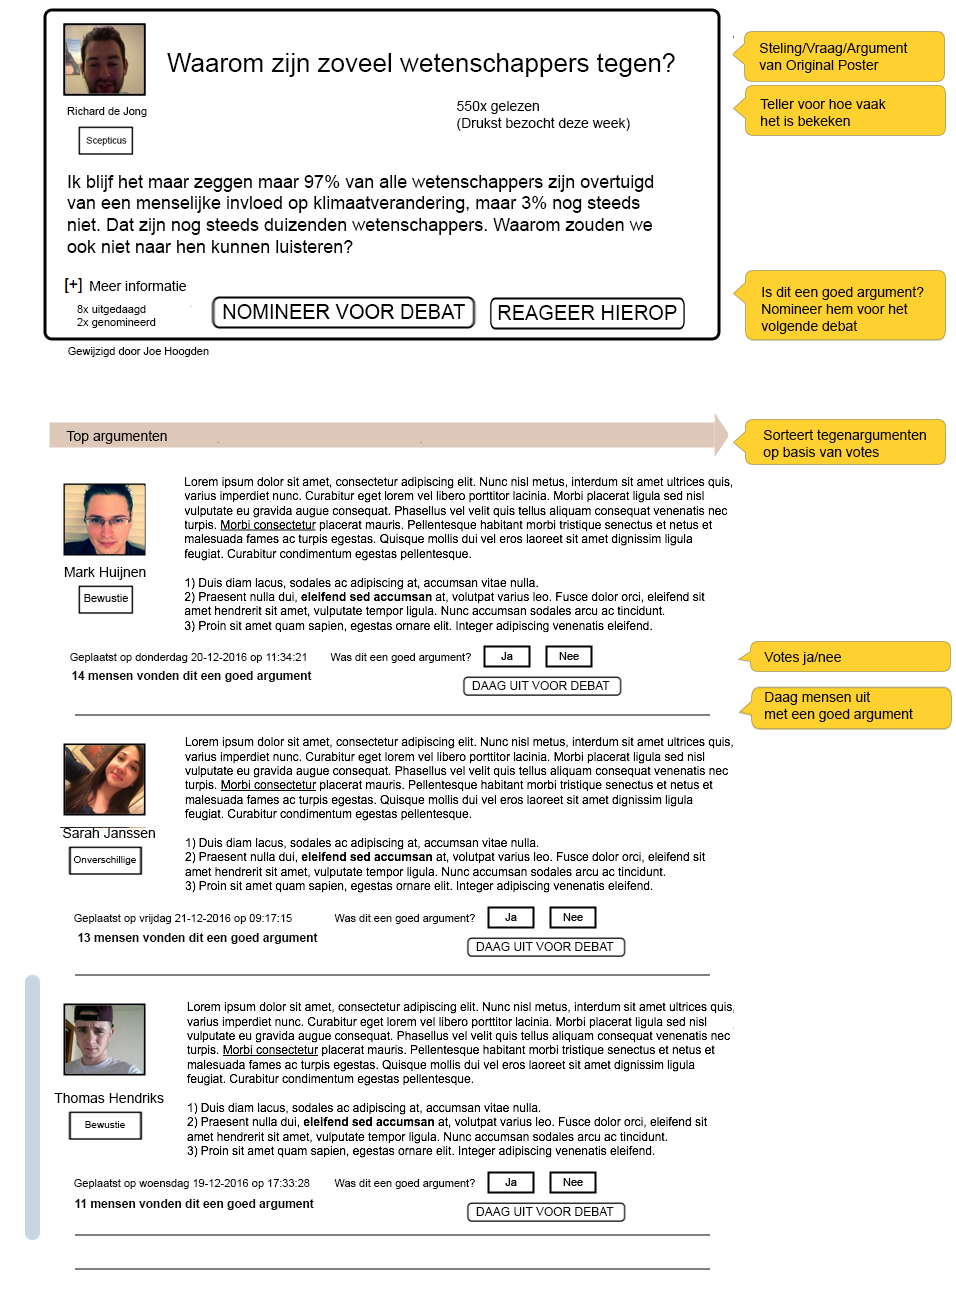 Waarom zijn zoveel wetenschappers tegen?
Richard de Jong
Scepticus
550x gelezen
(Drukst bezocht deze week)
Ik blijf het maar zeggen maar 97% van alle wetenschappers zijn overtuigd
van een menselijke invloed op klimaatverandering, maar 3% nog steeds
niet. Dat zijn nog steeds duizenden wetenschappers. Waarom zouden we
ook niet naar hen kunnen luisteren?
[+] Meer informatie
8x uitgedaagd
2x genomineerd
NOMINEER VOOR DEBAT
REAGEER HIEROP
Gewijzigd door Joe Hoogden
Steling/Vraag/Argument
van Original Poster
Teller voor hoe vaak
het is bekeken
Is dit een goed argument?
Nomineer hem voor het
volgende debat
Top argumenten
Sorteert tegenargumenten
op basis van votes
Mark Huijnen
Bewustie
Lorem ipsum dolor sit amet, consectetur adipiscing elit. Nunc nisl metus, interdum sit amet ultrices quis,
varius imperdiet nunc. Curabitur eget lorem vel libero porttitor lacinia. Morbi placerat ligula sed nisl
vulputate eu gravida augue consequat. Phasellus vel velit quis tellus aliquam consequat venenatis nec
turpis. Morbi consectetur placerat mauris. Pellentesque habitant morbi tristique senectus et netus et
malesuada fames ac turpis egestas. Quisque mollis dui vel eros laoreet sit amet dignissim ligula
feugiat. Curabitur condimentum egestas pellentesque.
1) Duis diam lacus, sodales ac adipiscing at, accumsan vitae nulla.
2) Praesent nulla dui, eleifend sed accumsan at, volutpat varius leo. Fusce dolor orci, eleifend sit
amet hendrerit sit amet, vulputate tempor ligula. Nunc accumsan sodales arcu ac tincidunt.
3) Proin sit amet quam sapien, egestas ornare elit. Integer adipiscing venenatis eleifend.
Geplaatst op donderdag 20-12-2016 op 11:34:21
Was dit een goed argument?
Ja
Nee
14 mensen vonden dit een goed argument
DAAG UIT VOOR DEBAT
Votes ja/nee
Daag mensen uit
met een goed argument
Sarah Janssen
Onverschillige
Lorem ipsum dolor sit amet, consectetur adipiscing elit. Nunc nisl metus, interdum sit amet ultrices quis,
varius imperdiet nunc. Curabitur eget lorem vel libero porttitor lacinia. Morbi placerat ligula sed nisl
vulputate eu gravida augue consequat. Phasellus vel velit quis tellus aliquam consequat venenatis nec
turpis. Morbi consectetur placerat mauris. Pellentesque habitant morbi tristique senectus et netus et
malesuada fames ac turpis egestas. Quisque mollis dui vel eros laoreet sit amet dignissim ligula
feugiat. Curabitur condimentum egestas pellentesque.
1) Duis diam lacus, sodales ac adipiscing at, accumsan vitae nulla.
2) Praesent nulla dui, eleifend sed accumsan at, volutpat varius leo. Fusce dolor orci, eleifend sit
amet hendrerit sit amet, vulputate tempor ligula. Nunc accumsan sodales arcu ac tincidunt.
3) Proin sit amet quam sapien, egestas ornare elit. Integer adipiscing venenatis eleifend.
Geplaatst op vrijdag 21-12-2016 op 09:17:15
Was dit een goed argument?
Ja
Nee
13 mensen vonden dit een goed argument
DAAG UIT VOOR DEBAT
Thomas Hendriks
Bewustie
Lorem ipsum dolor sit amet, consectetur adipiscing elit. Nunc nisl metus, interdum sit amet ultrices quis,
varius imperdiet nunc. Curabitur eget lorem vel libero porttitor lacinia. Morbi placerat ligula sed nisl
vulputate eu gravida augue consequat. Phasellus vel velit quis tellus aliquam consequat venenatis nec
turpis. Morbi consectetur placerat mauris. Pellentesque habitant morbi tristique senectus et netus et
malesuada fames ac turpis egestas. Quisque mollis dui vel eros laoreet sit amet dignissim ligula
feugiat. Curabitur condimentum egestas pellentesque.
1) Duis diam lacus, sodales ac adipiscing at, accumsan vitae nulla.
2) Praesent nulla dui, eleifend sed accumsan at, volutpat varius leo. Fusce dolor orci, eleifend sit
amet hendrerit sit amet, vulputate tempor ligula. Nunc accumsan sodales arcu ac tincidunt.
3) Proin sit amet quam sapien, egestas ornare elit. Integer adipiscing venenatis eleifend.
Geplaatst op woensdag 19-12-2016 op 17:33:28
Was dit een goed argument?
Ja
Nee
11 mensen vonden dit een goed argument
DAAG UIT VOOR DEBAT